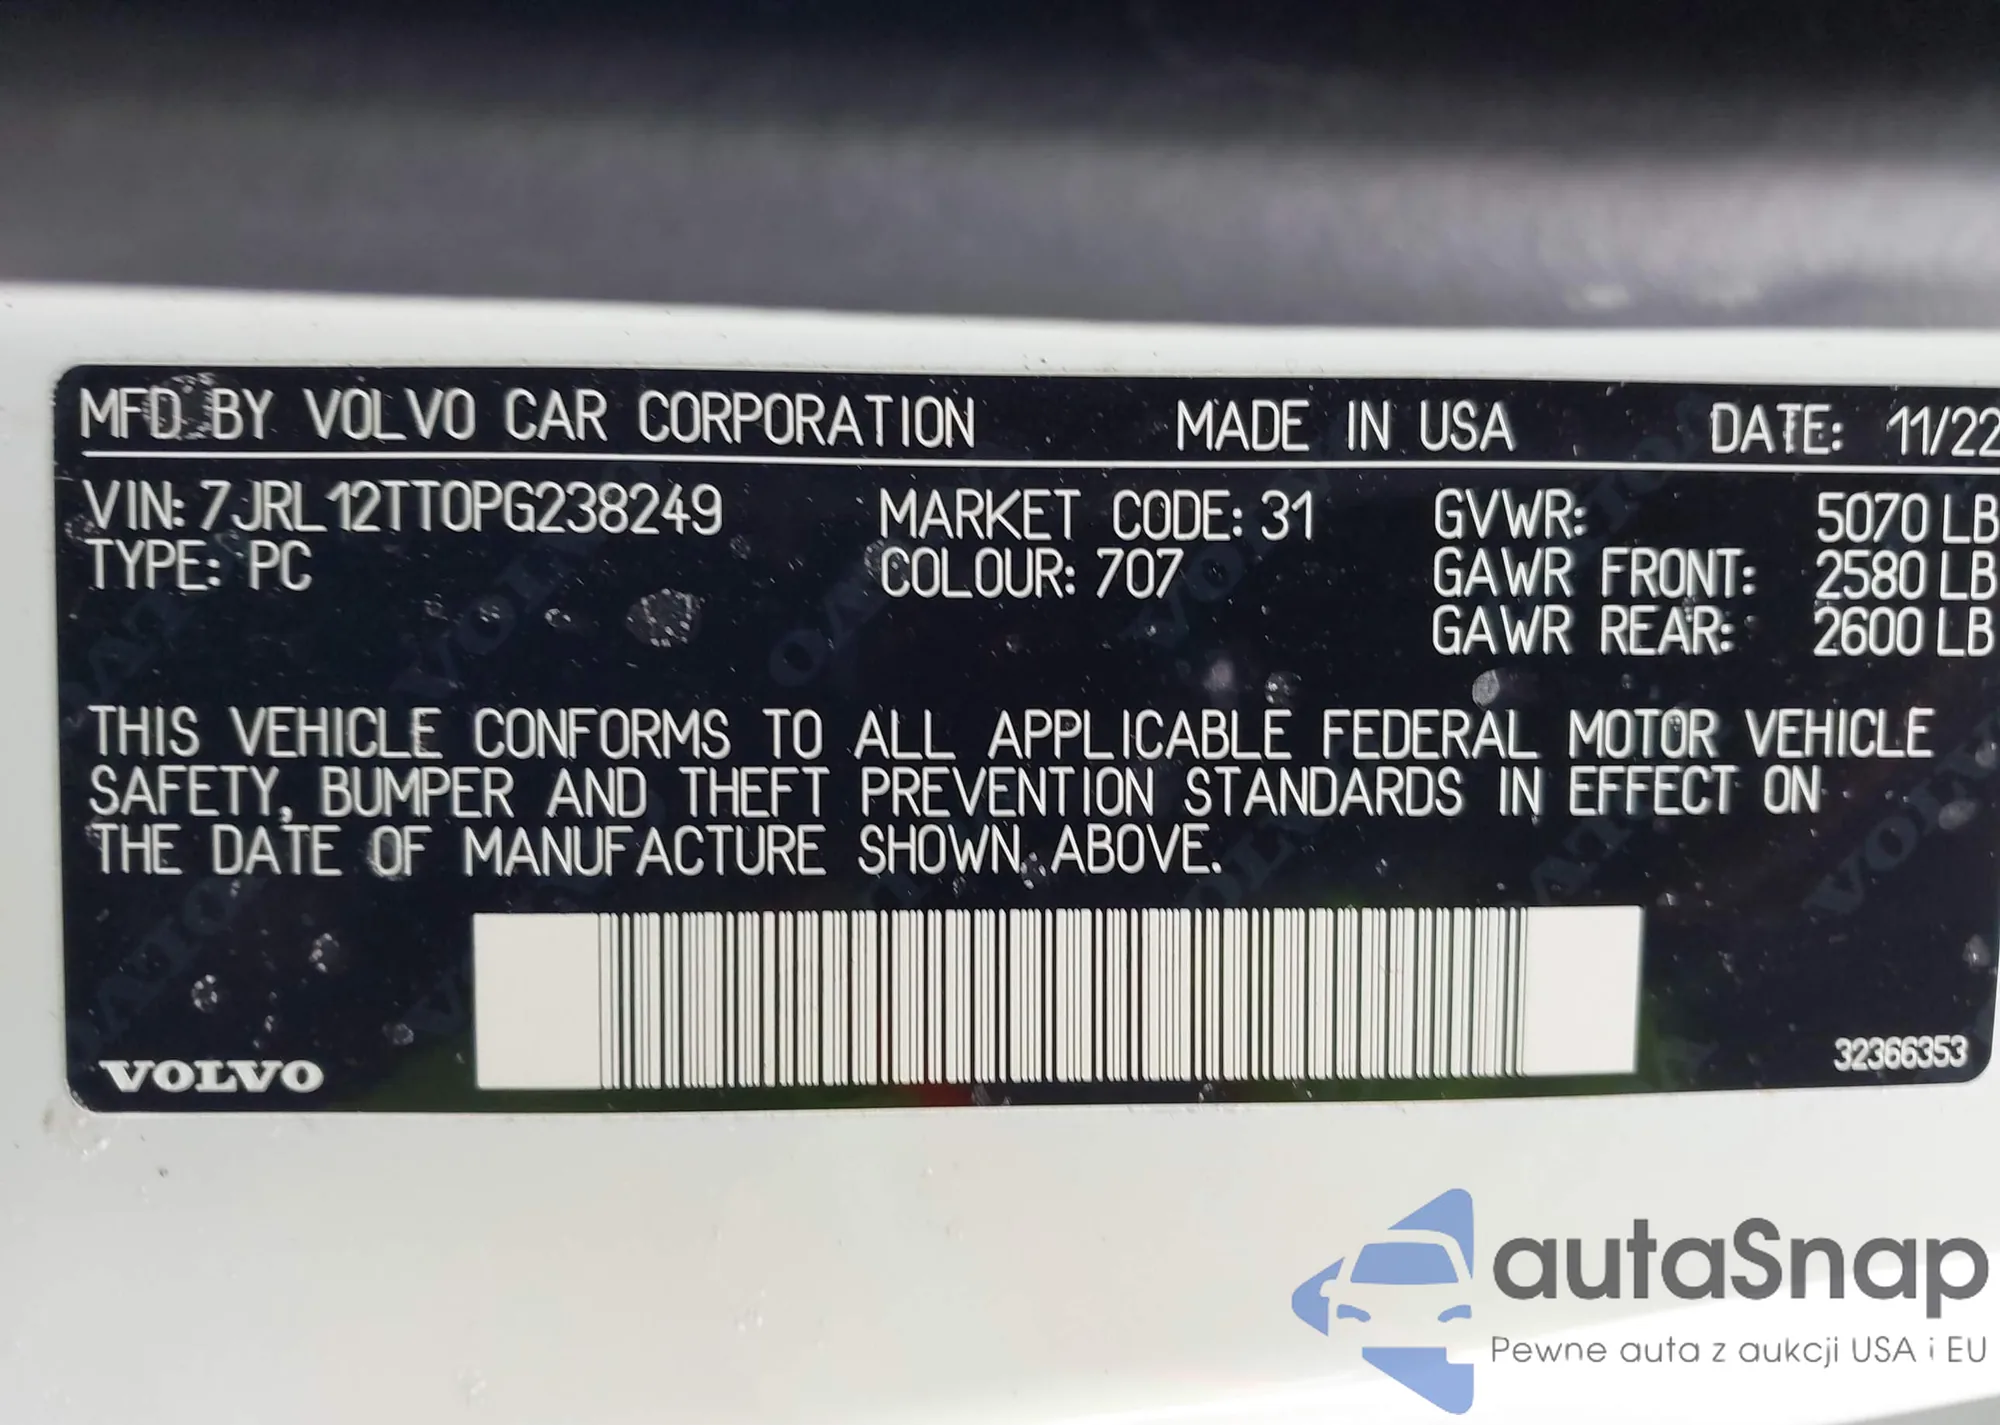 MFD BY VOLVO CAR CORPORATION MADE IN USA DATE: 11/22
VIN: 7JRL12TT0PG238249 MARKET CODE: 31 GVWR: 5070 LB
TYPE: PC COLOUR: 707 GAWR FRONT: 2580 LB
GAWR REAR: 2600 LB
THIS VEHICLE CONFORMS TO ALL APPLICABLE FEDERAL MOTOR VEHICLE
SAFETY, BUMPER AND THEFT PREVENTION STANDARDS IN EFFECT ON
THE DATE OF MANUFACTURE SHOWN ABOVE.
VOLVO 32366353
autaSnap
Pewne auta z aukcji USA i EU